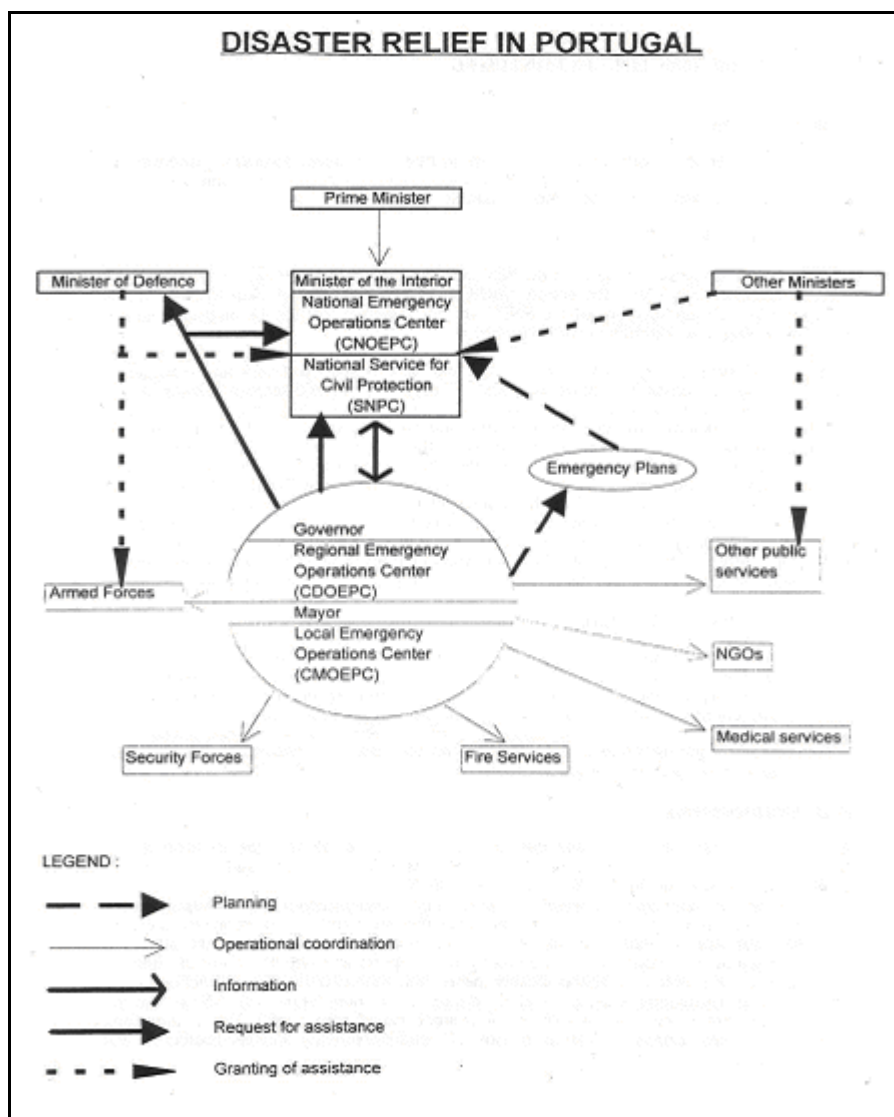 DISASTER RELIEF IN PORTUGAL
Prime Minister
Minister of Defence
Minister of the Interior
Other Ministers
National Emergency
Operations Center
(CNOEPC)
National Service for
Civil Protection
(SNPC)
Emergency Plans
Governor
Regional Emergency
Operations Center
(CDOEPC)
Other public
services
Armed Forces
Mayor
Local Emergency
Operations Center
(CMOEPC)
NGOs
Medical services
Security Forces
Fire Services
LEGEND :
Planning
Operational coordination
Information
Request for assistance
Granting of assistance